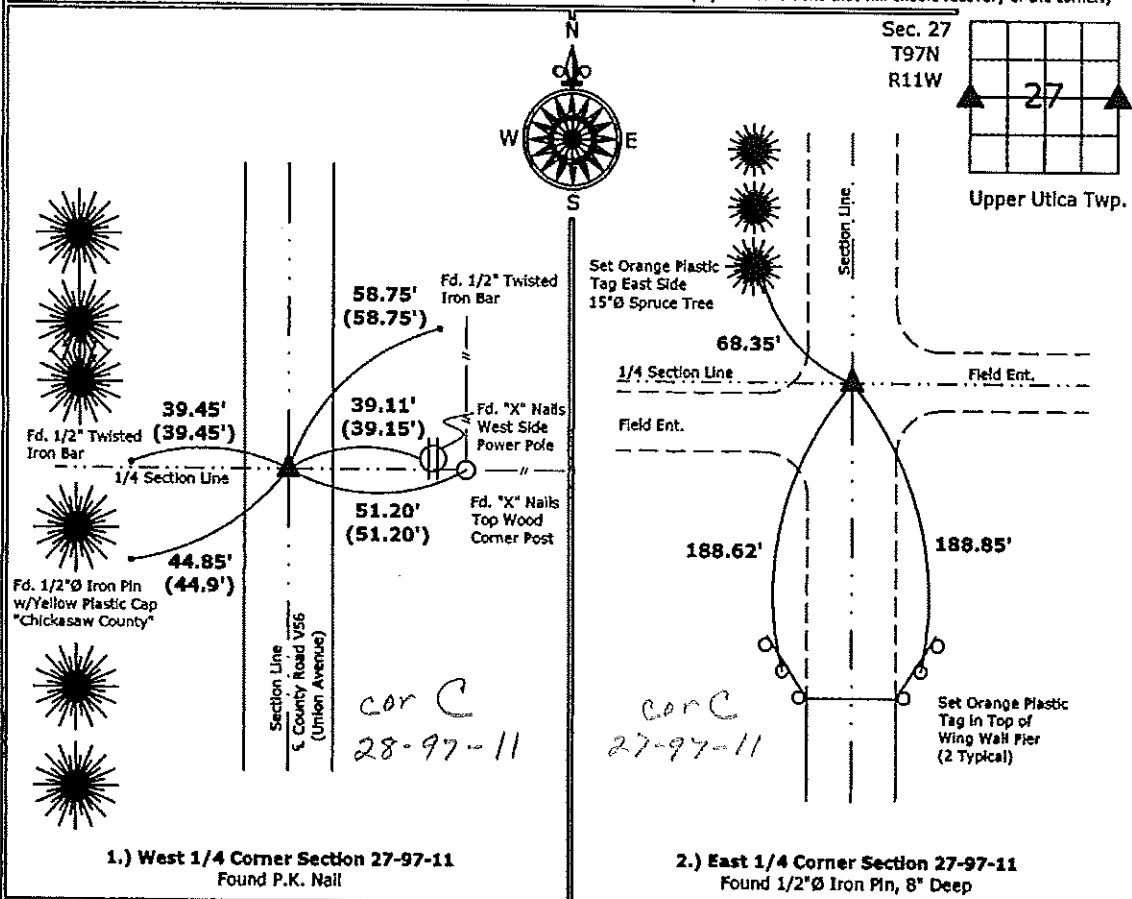 N
W
E
S
Sec. 27
T97N
R11W
27
Upper Utica Twp.
58.75'
(58.75')
Fd. 1/2" Twisted
Iron Bar
39.45'
(39.45')
Fd. 1/2" Twisted
Iron Bar
1/4 Section Line
39.11'
(39.15')
Fd. "X" Nails
West Side
Power Pole
51.20'
(51.20')
Fd. "X" Nails
Top Wood
Corner Post
44.85'
(44.9')
Fd. 1/2"Ø Iron Pin
w/Yellow Plastic Cap
"Chickasaw County"
Section Line
℄ County Road V56
(Union Avenue)
cor C
28-97-11
1.) West 1/4 Corner Section 27-97-11
Found P.K. Nail
Section Line
Set Orange Plastic
Tag East Side
15"Ø Spruce Tree
68.35'
1/4 Section Line
Field Ent.
Field Ent.
188.62'
188.85'
cor C
27-97-11
Set Orange Plastic
Tag in Top of
Wing Wall Pier
(2 Typical)
2.) East 1/4 Corner Section 27-97-11
Found 1/2"Ø Iron Pin, 8" Deep